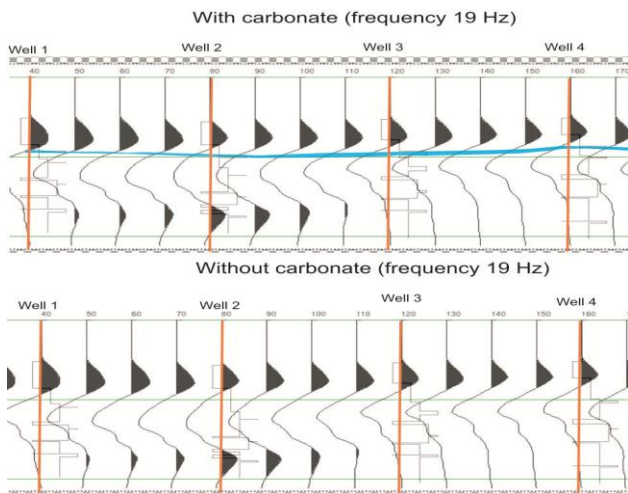 With carbonate (frequency 19 Hz)
Well 1 Well 2 Well 3 Well 4
40 50 60 70 80 90 100 110 120 130 140 150 160 170
Without carbonate (frequency 19 Hz)
Well 1 Well 2 Well 3 Well 4
40 50 60 70 80 90 100 110 120 130 140 150 160 170